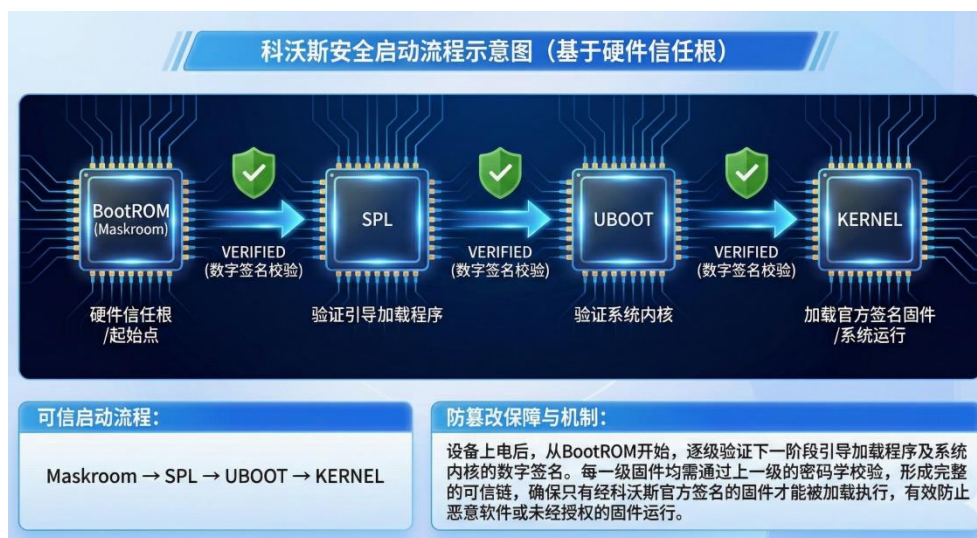 科沃斯安全启动流程示意图（基于硬件信任根）
BootROM
(Maskroom)
SPL
UBOOT
KERNEL
VERIFIED
(数字签名校验)
VERIFIED
(数字签名校验)
VERIFIED
(数字签名校验)
硬件信任根
/起始点
验证引导加载程序
验证系统内核
加载官方签名固件
/系统运行
可信启动流程：
Maskroom → SPL → UBOOT → KERNEL
防篡改保障与机制：
设备上电后，从BootROM开始，逐级验证下一阶段引导加载程序及系统
内核的数字签名。每一级固件均需通过上一级的密码学校验，形成完整
的可信链，确保只有经科沃斯官方签名的固件才能被加载执行，有效防止
恶意软件或未经授权的固件运行。